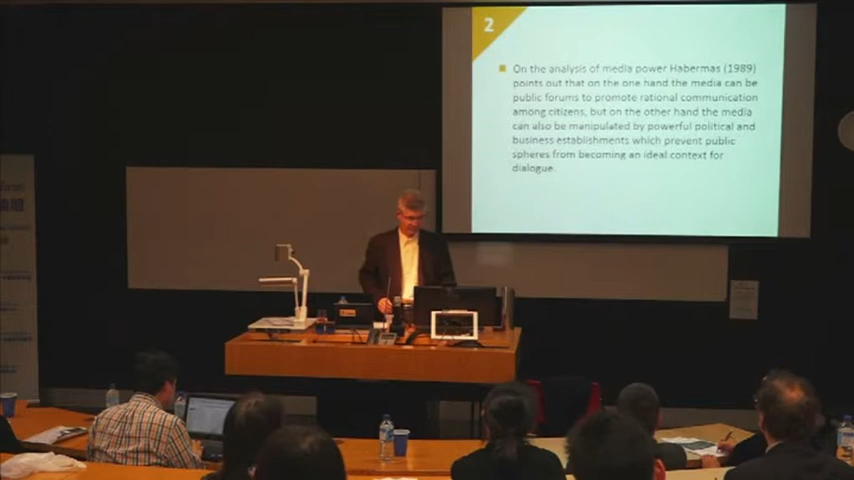 2
On the analysis of media power Habermas (1989)
points out that on the one hand the media can be
public forums to promote rational communication
among citizens, but on the other hand the media
can also be manipulated by powerful political and
business establishments which prevent public
spheres from becoming an ideal context for
dialogue.